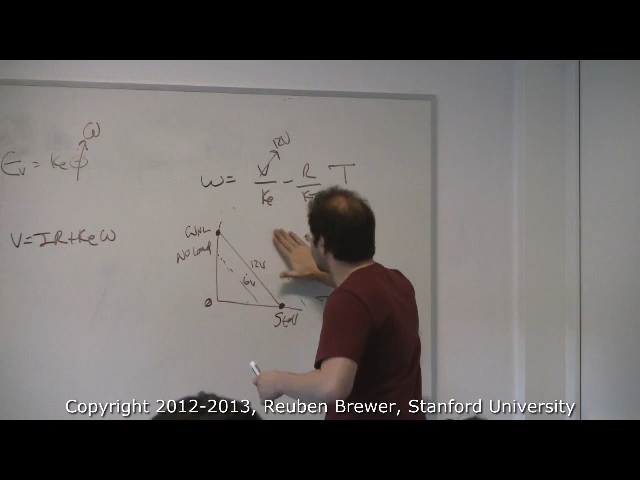 ω
Ev = Keφ
12V
ω = V/Ke - R/K T
V=IR+Keω
ωNL
NO LOAD
12V
6V
0
Stall
Copyright 2012-2013, Reuben Brewer, Stanford University